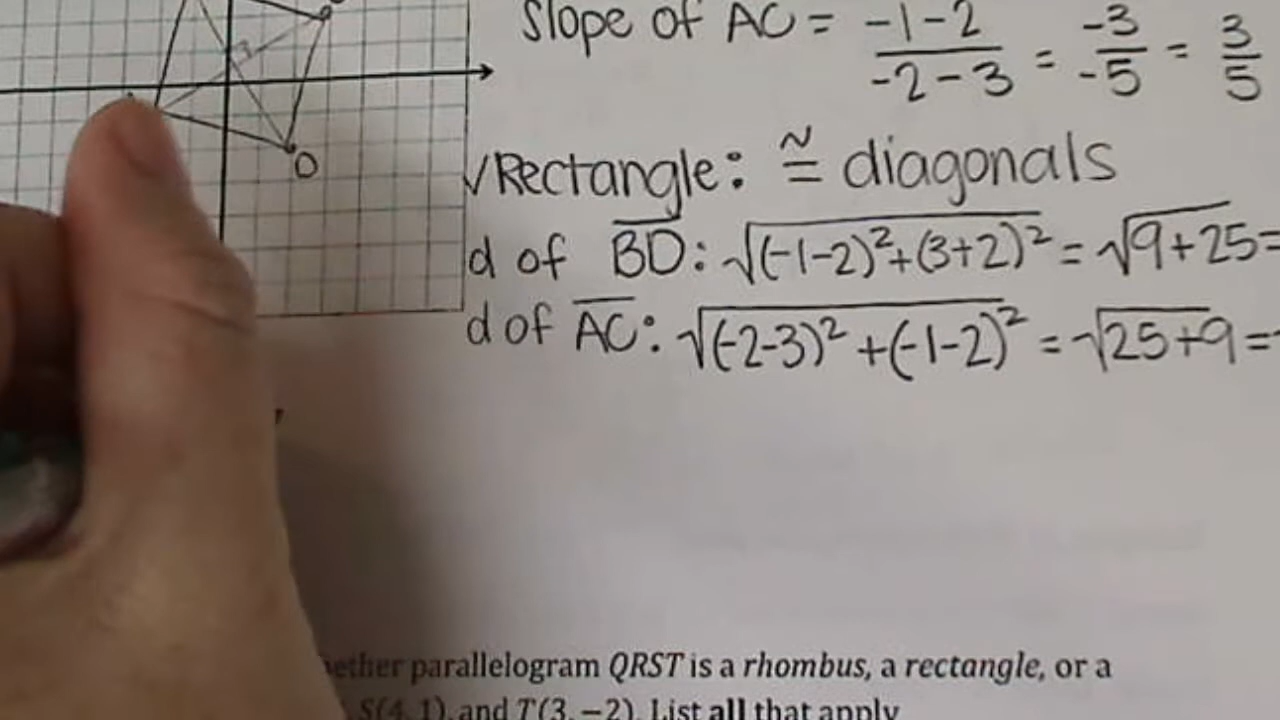 Slope of AC = -1-2 / -2-3 = -3 / -5 = 3 / 5
√Rectangle: ≅ diagonals
D
d of BD: √(-1-2)²+(3+2)² = √9+25 =
d of AC: √(-2-3)² +(-1-2)² = √25+9 =
parallelogram QRST is a rhombus, a rectangle, or a
S(4, 1), and T(3, −2). List all that apply